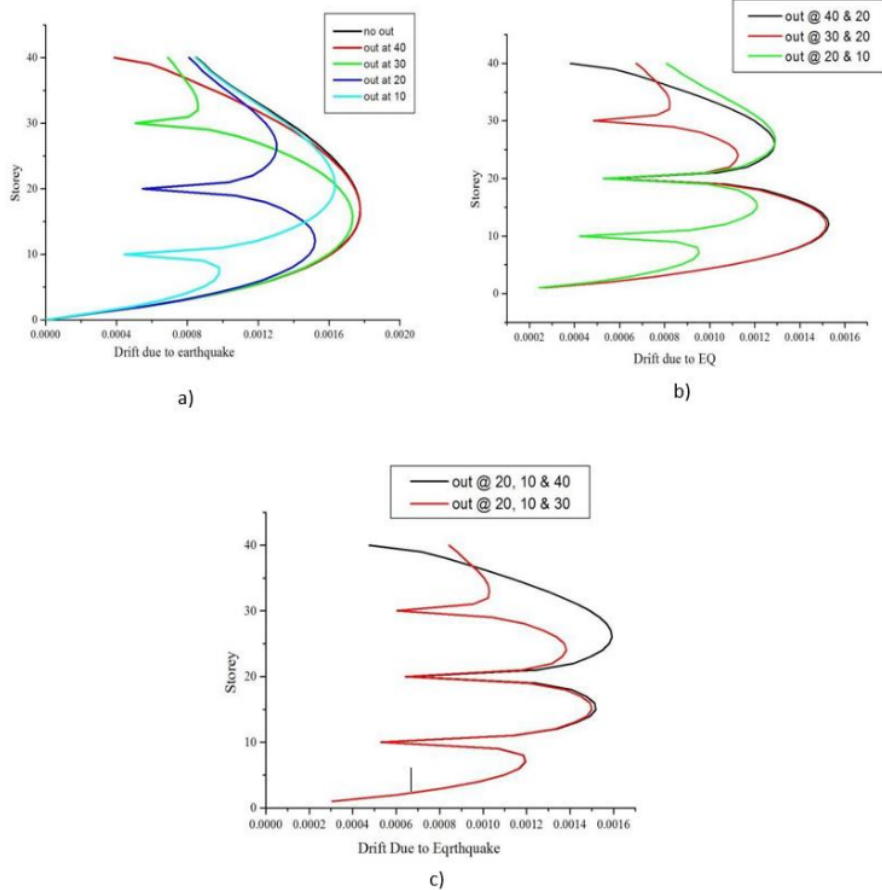 no out
out at 40
out at 30
out at 20
out at 10
40
30
20
10
0
Storey
0.0000 0.0004 0.0008 0.0012 0.0016 0.0020
Drift due to earthquake
a)
out @ 40 & 20
out @ 30 & 20
out @ 20 & 10
40
30
20
10
0
Storey
0.0002 0.0004 0.0006 0.0008 0.0010 0.0012 0.0014 0.0016
Drift due to EQ
b)
out @ 20, 10 & 40
out @ 20, 10 & 30
40
30
20
10
0
Storey
0.0000 0.0002 0.0004 0.0006 0.0008 0.0010 0.0012 0.0014 0.0016
Drift Due to Eqrthquake
c)